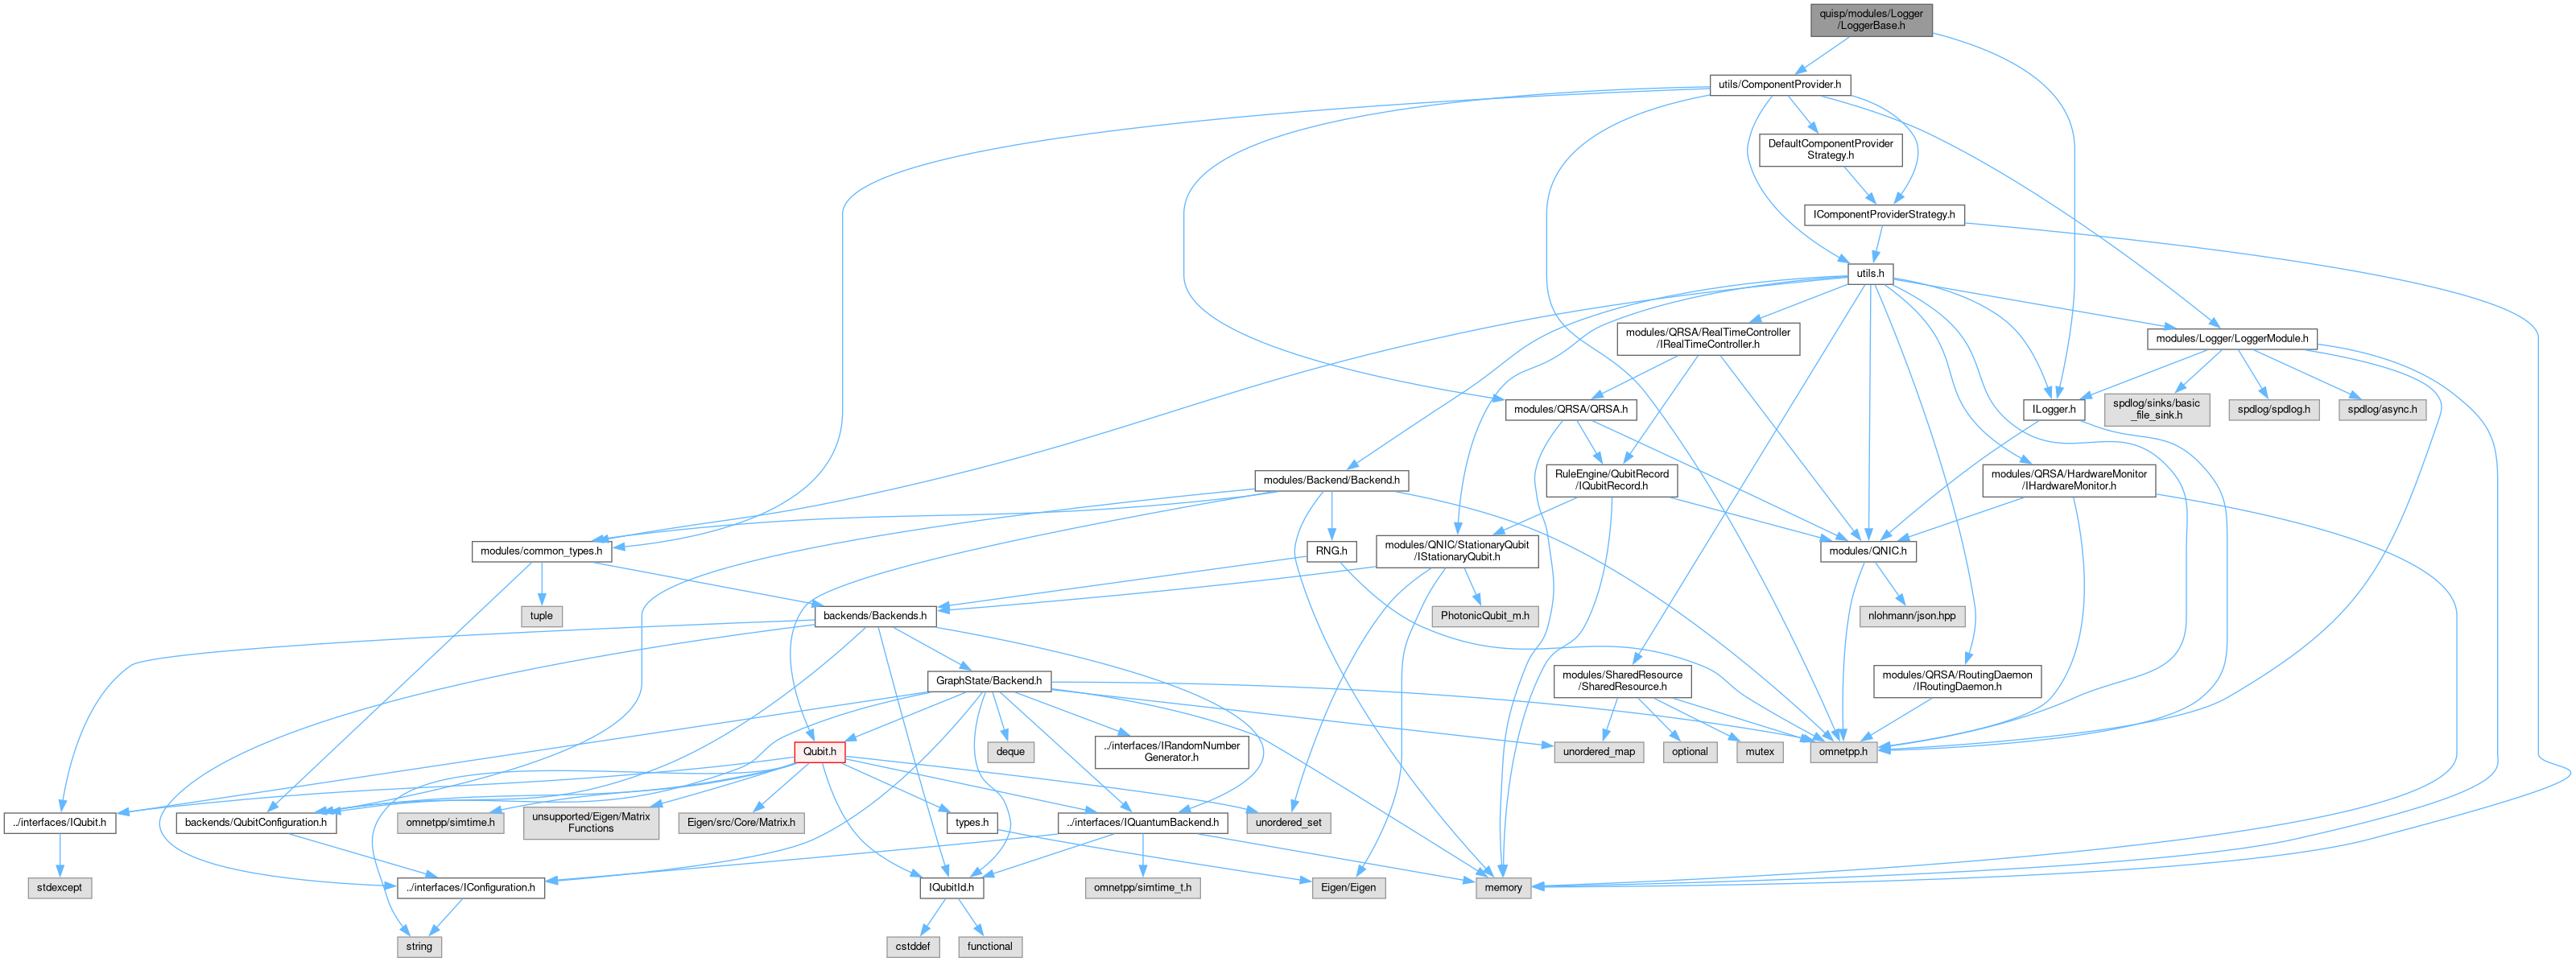 quisp/modules/Logger
/LoggerBase.h
utils/ComponentProvider.h
DefaultComponentProvider
Strategy.h
IComponentProviderStrategy.h
utils.h
modules/QRSA/RealTimeController
/IRealTimeController.h
modules/Logger/LoggerModule.h
modules/QRSA/QRSA.h
ILogger.h
spdlog/sinks/basic
_file_sink.h
spdlog/spdlog.h
spdlog/async.h
modules/Backend/Backend.h
RuleEngine/QubitRecord
/IQubitRecord.h
modules/QRSA/HardwareMonitor
/IHardwareMonitor.h
modules/common_types.h
RNG.h
modules/QNIC/StationaryQubit
/IStationaryQubit.h
modules/QNIC.h
tuple
backends/Backends.h
PhotonicQubit_m.h
nlohmann/json.hpp
GraphState/Backend.h
modules/SharedResource
/SharedResource.h
modules/QRSA/RoutingDaemon
/IRoutingDaemon.h
Qubit.h
deque
../interfaces/IRandomNumber
Generator.h
unordered_map
optional
mutex
omnetpp.h
../interfaces/IQubit.h
backends/QubitConfiguration.h
omnetpp/simtime.h
unsupported/Eigen/Matrix
Functions
Eigen/src/Core/Matrix.h
types.h
../interfaces/IQuantumBackend.h
unordered_set
stdexcept
../interfaces/IConfiguration.h
IQubitId.h
omnetpp/simtime_t.h
Eigen/Eigen
memory
string
cstddef
functional